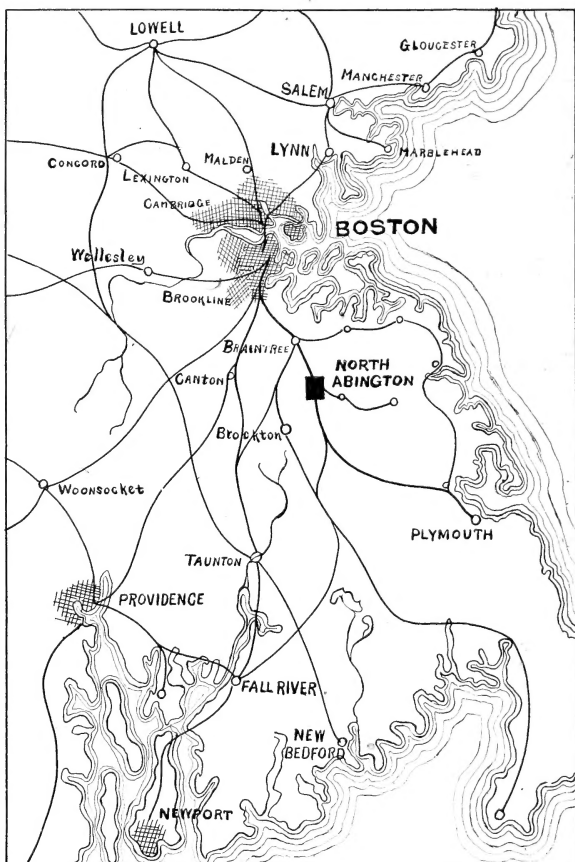 LOWELL
GLOUCESTER
SALEM
MANCHESTER
LYNN
MARBLEHEAD
MALDEN
CONCORD
LEXINGTON
CAMBRIDGE
BOSTON
Wellesley
BROOKLINE
BRAINTREE
NORTH
ABINGTON
CANTON
Brockton
WOONSOCKET
PLYMOUTH
TAUNTON
PROVIDENCE
FALL RIVER
NEW
BEDFORD
NEWPORT